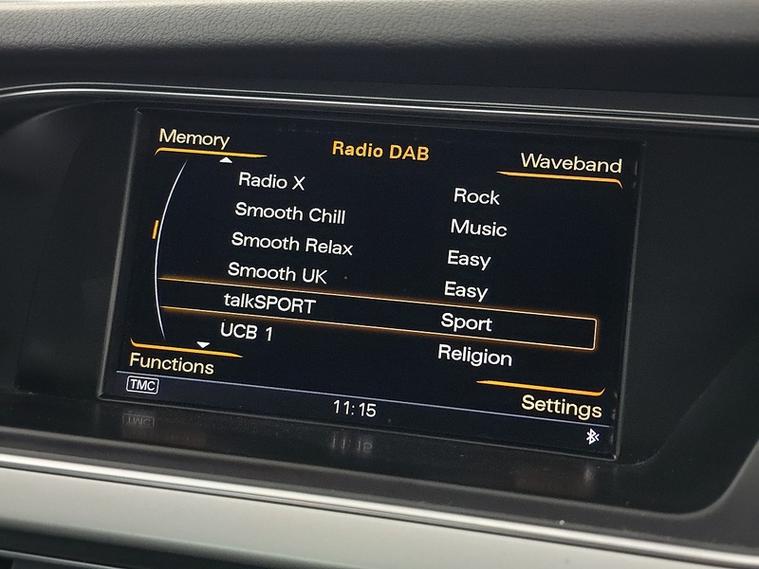 Memory
Radio DAB
Waveband
Radio X Rock
Smooth Chill Music
Smooth Relax Easy
Smooth UK Easy
talkSPORT Sport
UCB 1 Religion
Functions
Settings
TMC
11:15